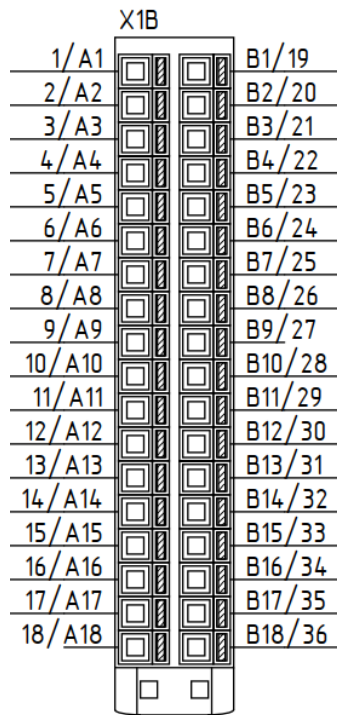 X1B
1/A1 B1/19
2/A2 B2/20
3/A3 B3/21
4/A4 B4/22
5/A5 B5/23
6/A6 B6/24
7/A7 B7/25
8/A8 B8/26
9/A9 B9/27
10/A10 B10/28
11/A11 B11/29
12/A12 B12/30
13/A13 B13/31
14/A14 B14/32
15/A15 B15/33
16/A16 B16/34
17/A17 B17/35
18/A18 B18/36